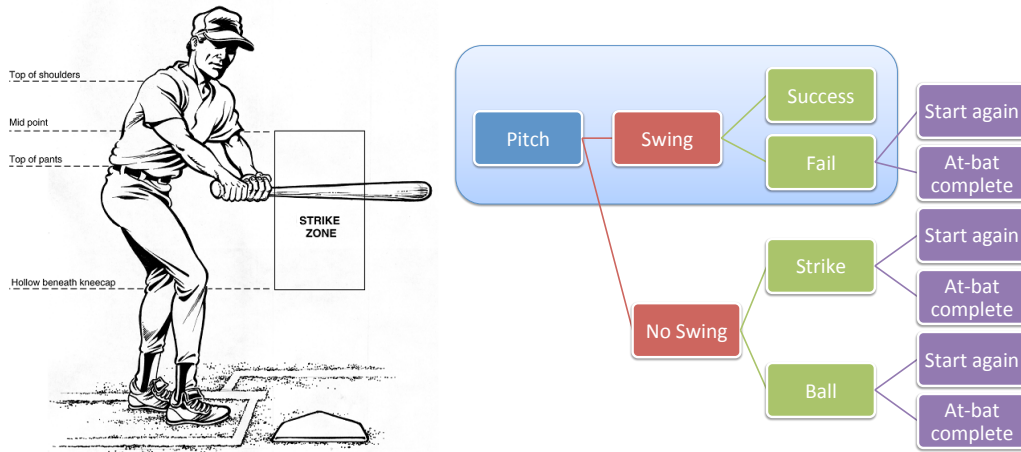 Top of shoulders
Mid point
Top of pants
STRIKE
ZONE
Hollow beneath kneecap
Pitch
Swing
Success
Fail
Start again
At-bat
complete
No Swing
Strike
Start again
At-bat
complete
Ball
Start again
At-bat
complete